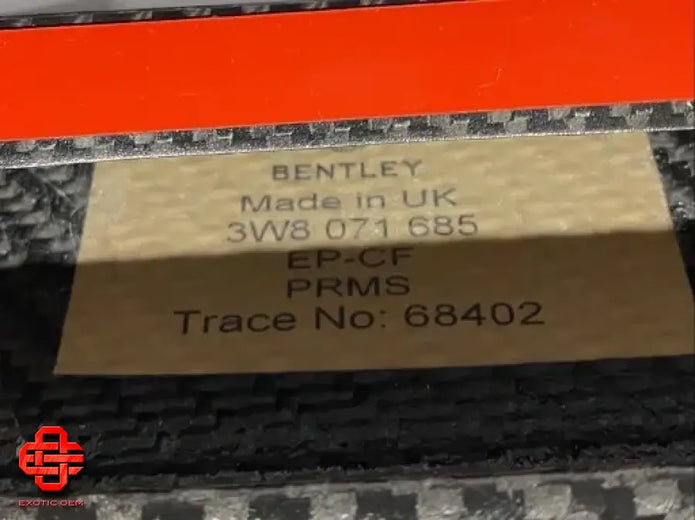 BENTLEY
Made in UK
3W8 071 685
EP-CF
PRMS
Trace No: 68402
EXOTIC OEM